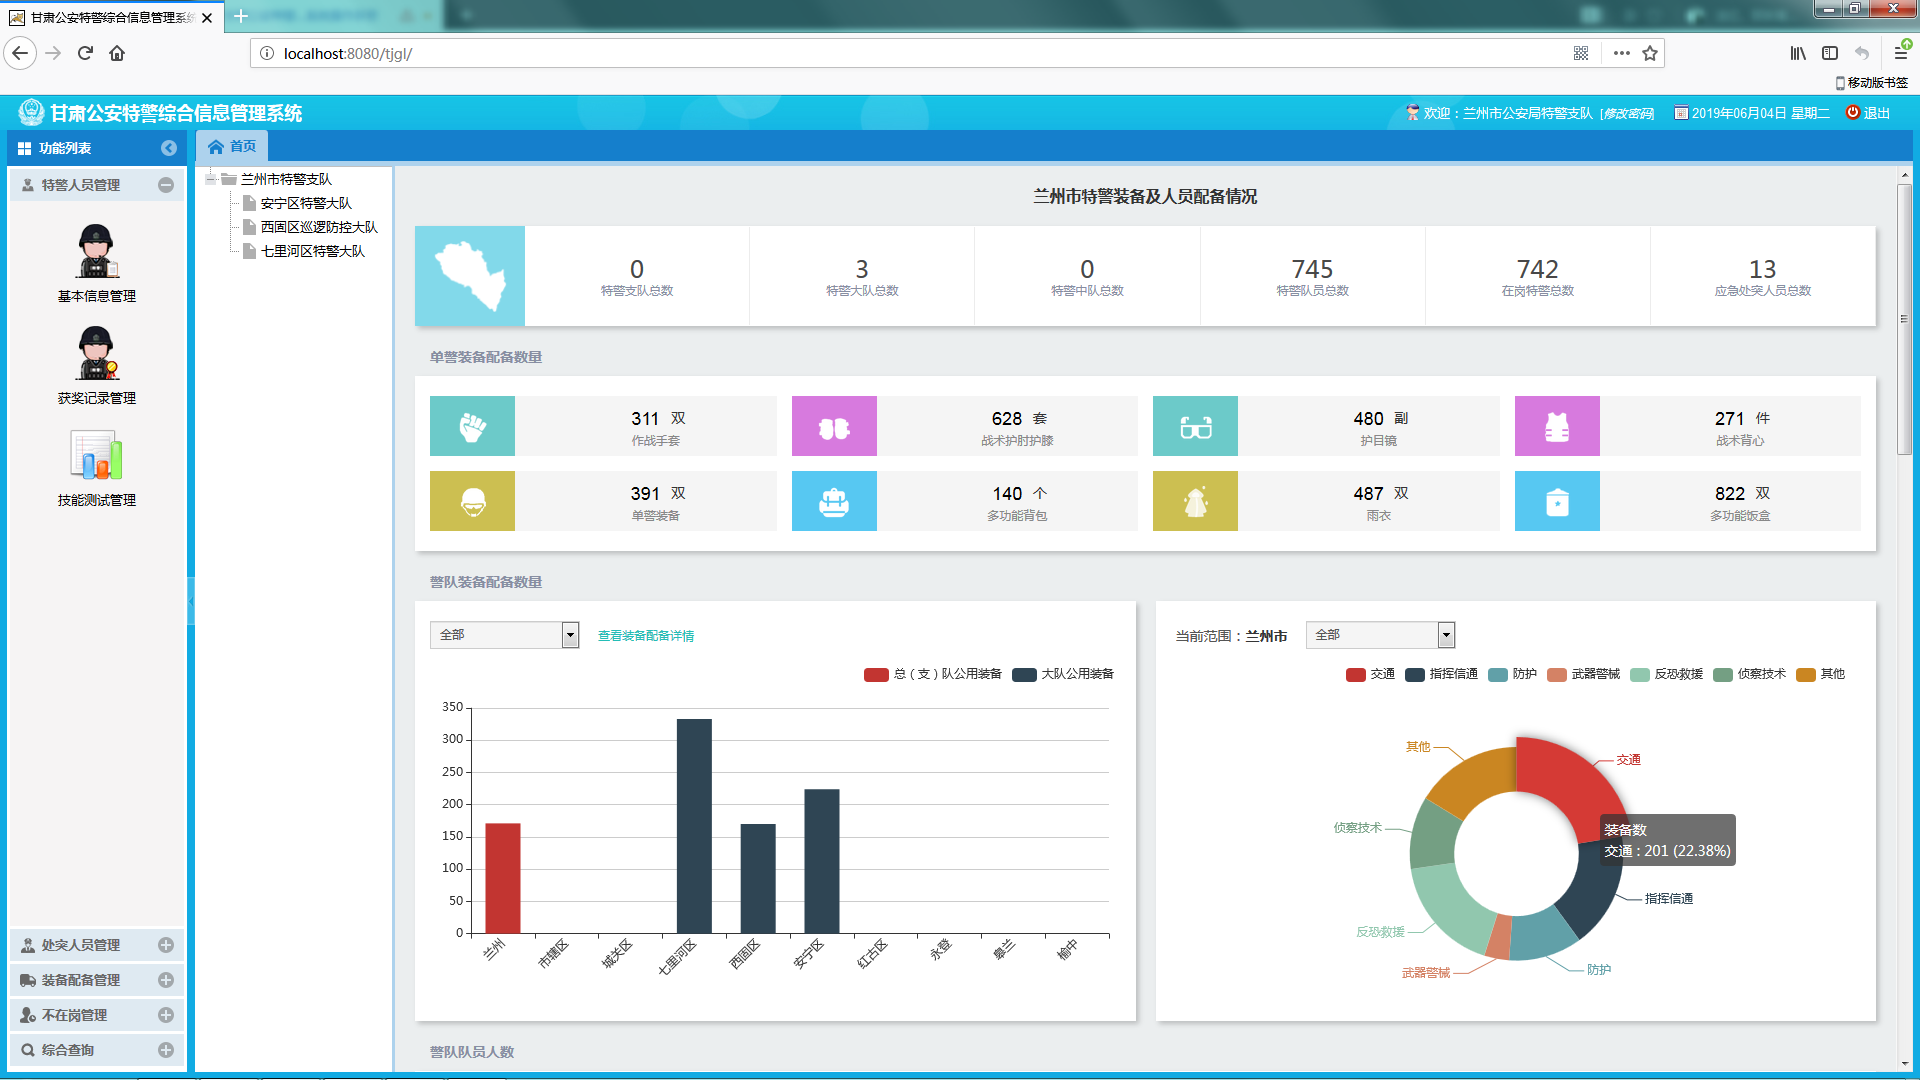 甘肃公安特警综合信息管理系统
localhost:8080/tjgl/
移动版书签
甘肃公安特警综合信息管理系统
欢迎：兰州市公安局特警支队 [修改密码] 2019年06月04日 星期二 退出
功能列表
首页
特警人员管理
基本信息管理
获奖记录管理
技能测试管理
处突人员管理
装备配备管理
不在岗管理
综合查询
兰州市特警支队
安宁区特警大队
西固区巡逻防控大队
七里河区特警大队
兰州市特警装备及人员配备情况
0 3 0 745 742 13
特警支队总数 特警大队总数 特警中队总数 特警队员总数 在岗特警总数 应急处突人员总数
单警装备配备数量
311 双 628 套 480 副 271 件
作战手套 战术护肘护膝 护目镜 战术背心
391 双 140 个 487 双 822 双
单警装备 多功能背包 雨衣 多功能饭盒
警队装备配备数量
全部 查看装备配备详情
总（支）队公用装备 大队公用装备
350
300
250
200
150
100
50
0
兰州 市辖区 城关区 七里河区 西固区 安宁区 红古区 永登 皋兰 榆中
当前范围：兰州市 全部
交通 指挥信通 防护 武器警械 反恐救援 侦察技术 其他
其他
交通
侦察技术
装备数
交通 : 201 (22.38%)
指挥信通
反恐救援
武器警械
防护
警队队员人数